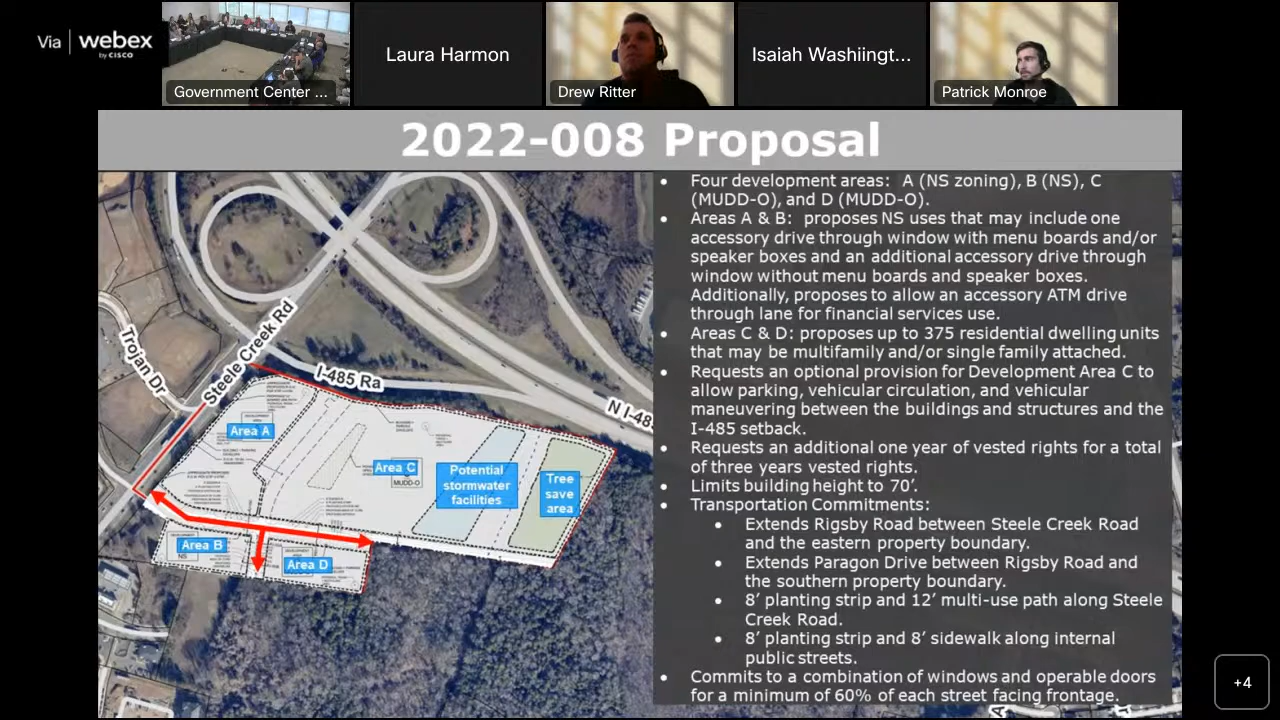 Via webex
by CISCO
Government Center ...
Laura Harmon
Drew Ritter
Isaiah Washiingt...
Patrick Monroe
2022-008 Proposal
Trojan Dr
Steele Creek Rd
I-485 Ra
N I-48
Area A
Area C
MUDD-O
Potential
stormwater
facilities
Tree
save
area
Area B
NS
Area D
• Four development areas: A (NS zoning), B (NS), C
(MUDD-O), and D (MUDD-O).
• Areas A & B: proposes NS uses that may include one
accessory drive through window with menu boards and/or
speaker boxes and an additional accessory drive through
window without menu boards and speaker boxes.
Additionally, proposes to allow an accessory ATM drive
through lane for financial services use.
• Areas C & D: proposes up to 375 residential dwelling units
that may be multifamily and/or single family attached.
• Requests an optional provision for Development Area C to
allow parking, vehicular circulation, and vehicular
maneuvering between the buildings and structures and the
I-485 setback.
• Requests an additional one year of vested rights for a total
of three years vested rights.
• Limits building height to 70'.
• Transportation Commitments:
• Extends Rigsby Road between Steele Creek Road
and the eastern property boundary.
• Extends Paragon Drive between Rigsby Road and
the southern property boundary.
• 8' planting strip and 12' multi-use path along Steele
Creek Road.
• 8' planting strip and 8' sidewalk along internal
public streets.
• Commits to a combination of windows and operable doors
for a minimum of 60% of each street facing frontage.
+4